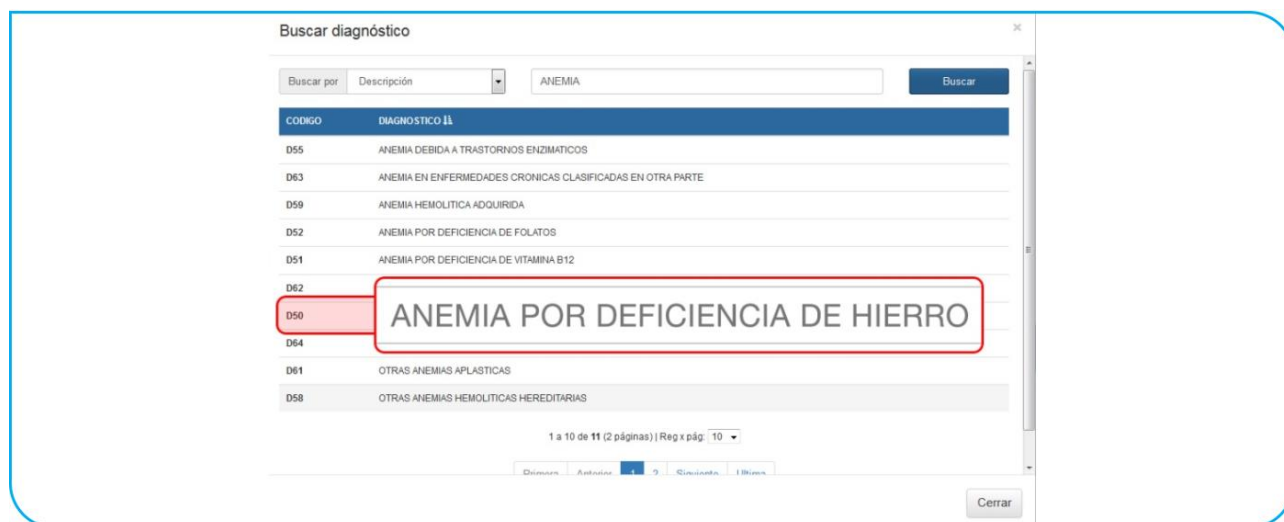 Buscar diagnóstico ×
Buscar por Descripción ANEMIA Buscar
CODIGO DIAGNOSTICO
D55 ANEMIA DEBIDA A TRASTORNOS ENZIMATICOS
D63 ANEMIA EN ENFERMEDADES CRONICAS CLASIFICADAS EN OTRA PARTE
D59 ANEMIA HEMOLITICA ADQUIRIDA
D52 ANEMIA POR DEFICIENCIA DE FOLATOS
D51 ANEMIA POR DEFICIENCIA DE VITAMINA B12
D62
D50 ANEMIA POR DEFICIENCIA DE HIERRO
D64
D61 OTRAS ANEMIAS APLASTICAS
D58 OTRAS ANEMIAS HEMOLITICAS HEREDITARIAS
1 a 10 de 11 (2 páginas) | Reg x pág: 10
Primera Anterior 1 2 Siguiente Ultima
Cerrar